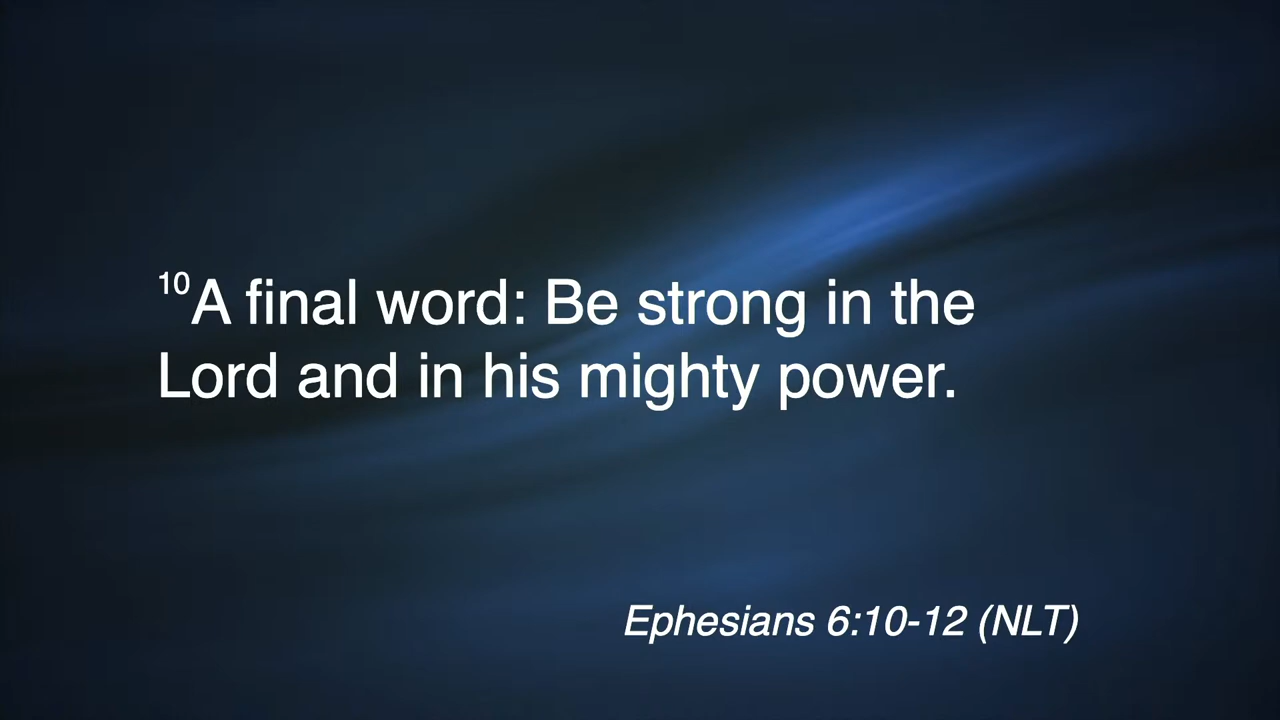 10A final word: Be strong in the
Lord and in his mighty power.
Ephesians 6:10-12 (NLT)